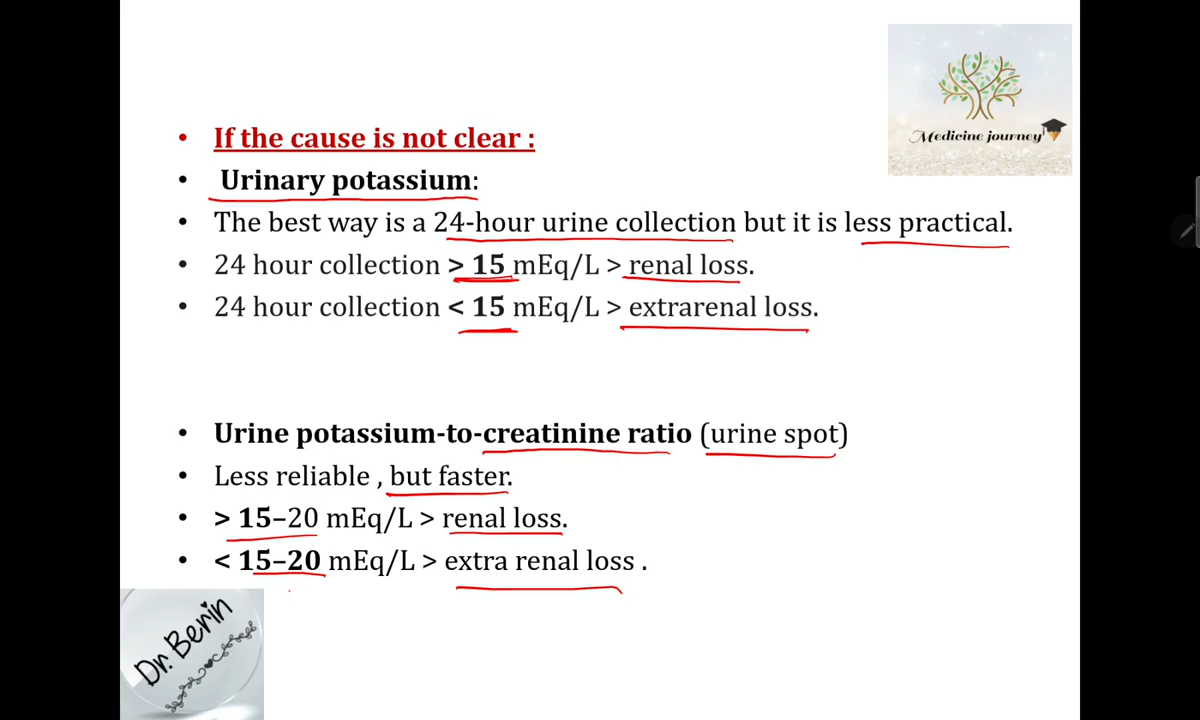 Medicine journey
• If the cause is not clear :
• Urinary potassium:
• The best way is a 24-hour urine collection but it is less practical.
• 24 hour collection > 15 mEq/L > renal loss.
• 24 hour collection < 15 mEq/L > extrarenal loss.
• Urine potassium-to-creatinine ratio (urine spot)
• Less reliable , but faster.
• > 15–20 mEq/L > renal loss.
• < 15–20 mEq/L > extra renal loss .
Dr. Berin